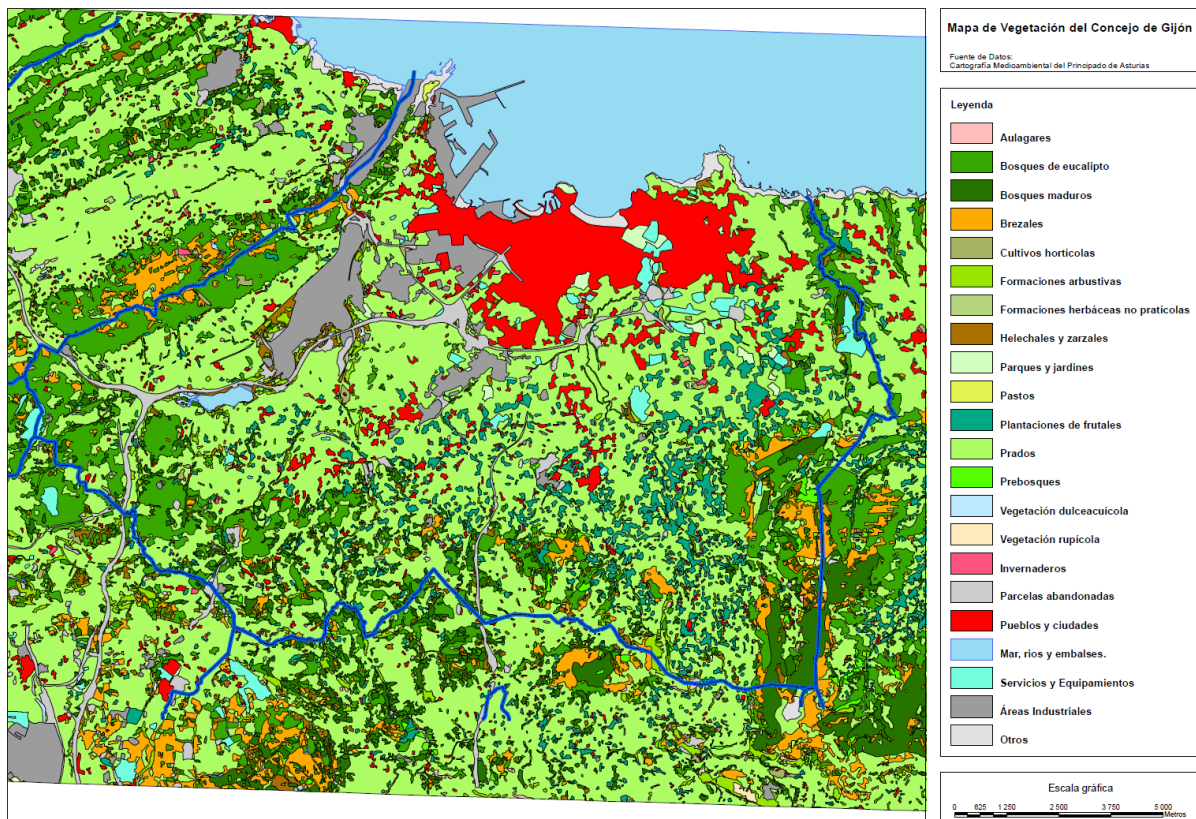 Mapa de Vegetación del Concejo de Gijón
Fuente de Datos:
Cartografía Medioambiental del Principado de Asturias
Leyenda
Aulagares
Bosques de eucalipto
Bosques maduros
Brezales
Cultivos hortícolas
Formaciones arbustivas
Formaciones herbáceas no pratícolas
Helechales y zarzales
Parques y jardines
Pastos
Plantaciones de frutales
Prados
Prebosques
Vegetación dulceacuícola
Vegetación rupícola
Invernaderos
Parcelas abandonadas
Pueblos y ciudades
Mar, rios y embalses.
Servicios y Equipamientos
Áreas Industriales
Otros
Escala gráfica
0 625 1 250 2 500 3 750 5 000
Metros